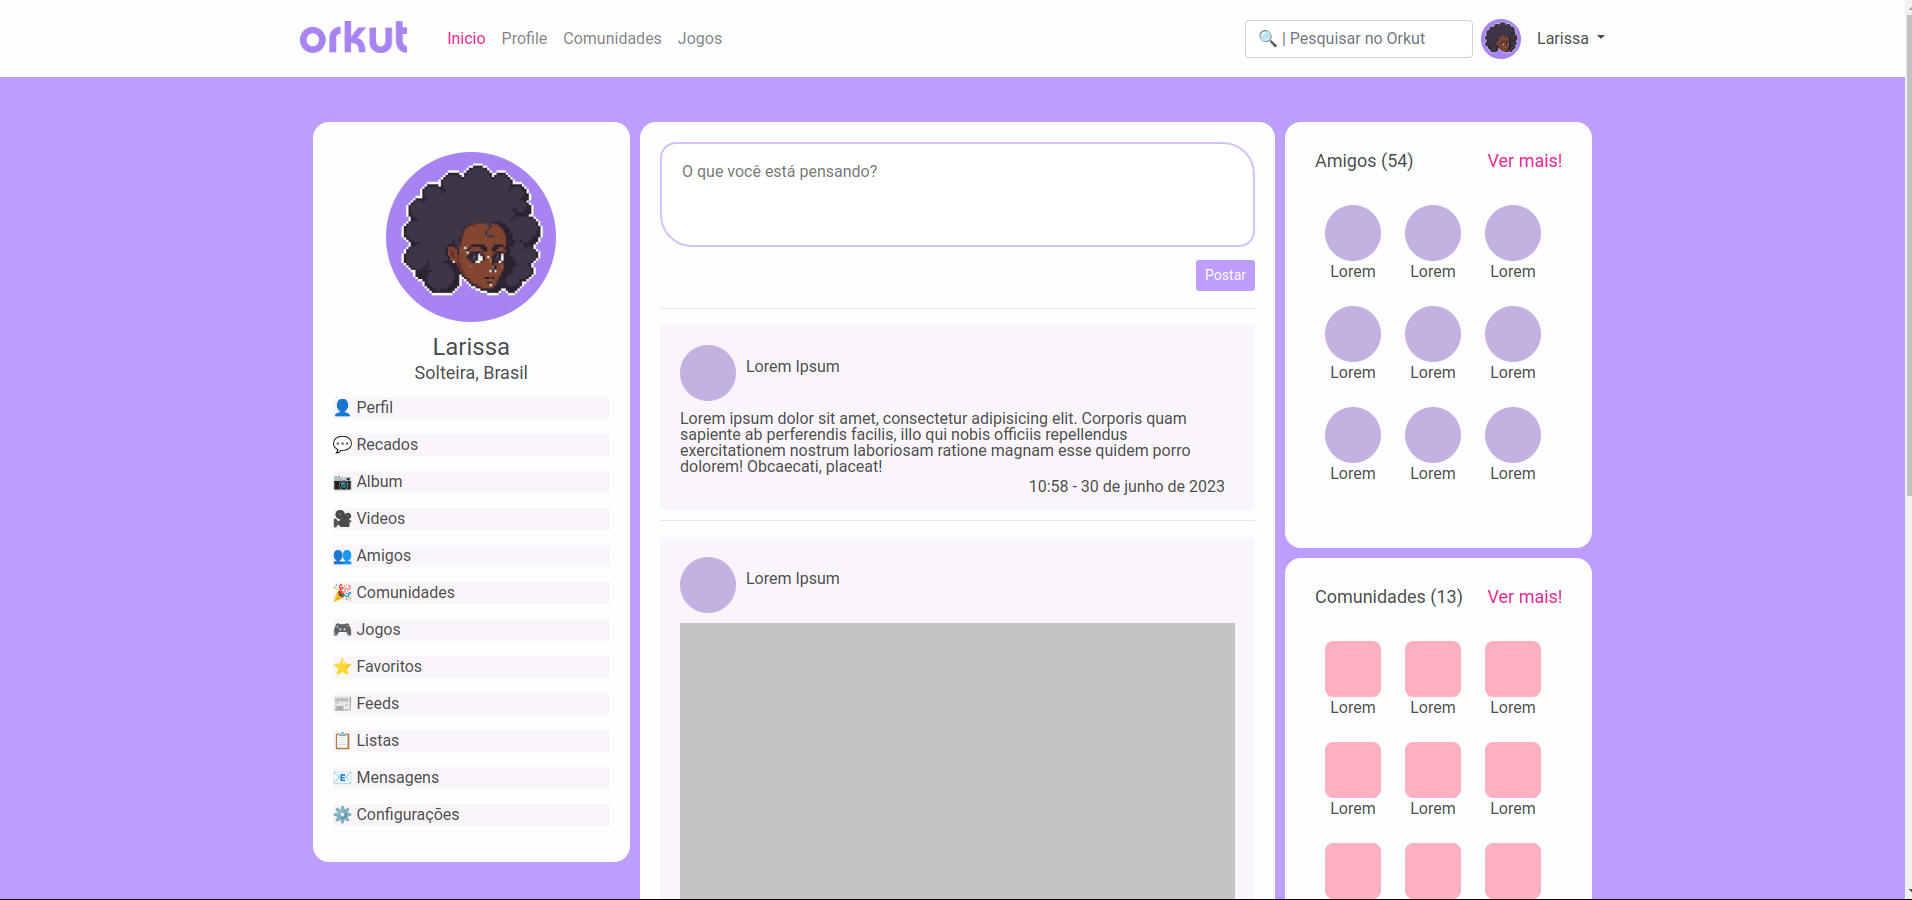 orkut
Inicio Profile Comunidades Jogos
🔍 | Pesquisar no Orkut
Larissa
Larissa
Solteira, Brasil
👤 Perfil
💬 Recados
📷 Album
🎥 Videos
👥 Amigos
🎉 Comunidades
🎮 Jogos
⭐ Favoritos
📰 Feeds
📋 Listas
📧 Mensagens
⚙️ Configurações
O que você está pensando?
Postar
Lorem Ipsum
Lorem ipsum dolor sit amet, consectetur adipisicing elit. Corporis quam
sapiente ab perferendis facilis, illo qui nobis officiis repellendus
exercitationem nostrum laboriosam ratione magnam esse quidem porro
dolorem! Obcaecati, placeat!
10:58 - 30 de junho de 2023
Lorem Ipsum
Amigos (54) Ver mais!
Lorem Lorem Lorem
Lorem Lorem Lorem
Lorem Lorem Lorem
Comunidades (13) Ver mais!
Lorem Lorem Lorem
Lorem Lorem Lorem